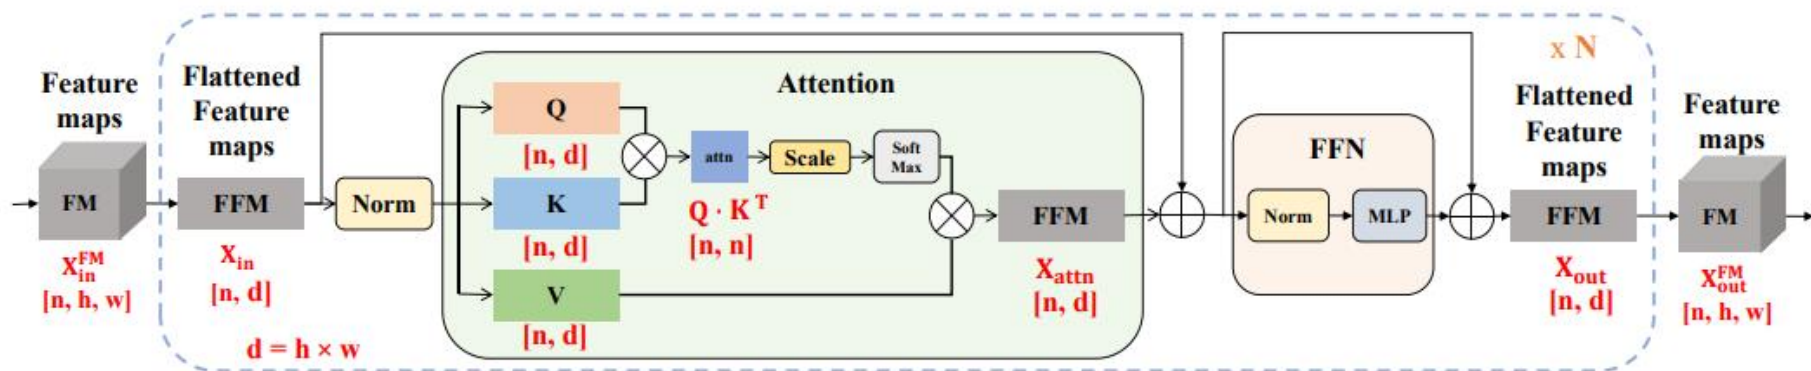 Feature
maps
FM
X_in^FM
[n, h, w]
Flattened
Feature
maps
FFM
X_in
[n, d]
d = h × w
Norm
Attention
Q
[n, d]
K
[n, d]
V
[n, d]
attn
Q · K^T
[n, n]
Scale
Soft
Max
FFM
X_attn
[n, d]
FFN
Norm
MLP
x N
Flattened
Feature
maps
FFM
X_out
[n, d]
Feature
maps
FM
X_out^FM
[n, h, w]